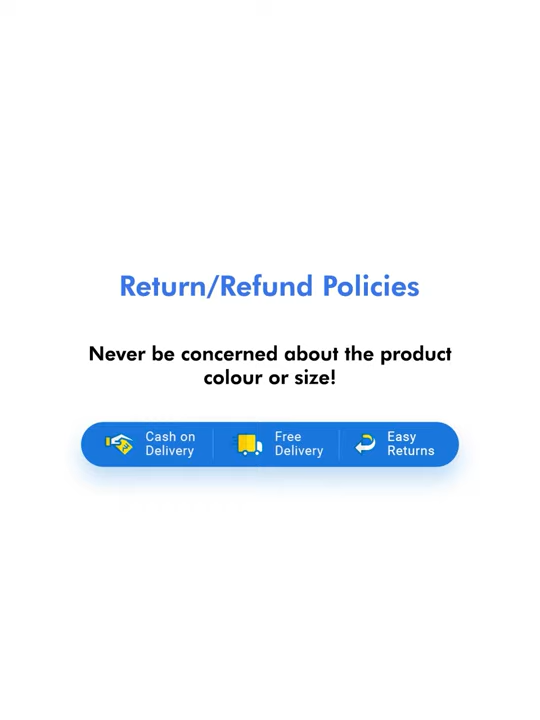 Return/Refund Policies
Never be concerned about the product
colour or size!
Cash on
Delivery
Free
Delivery
Easy
Returns